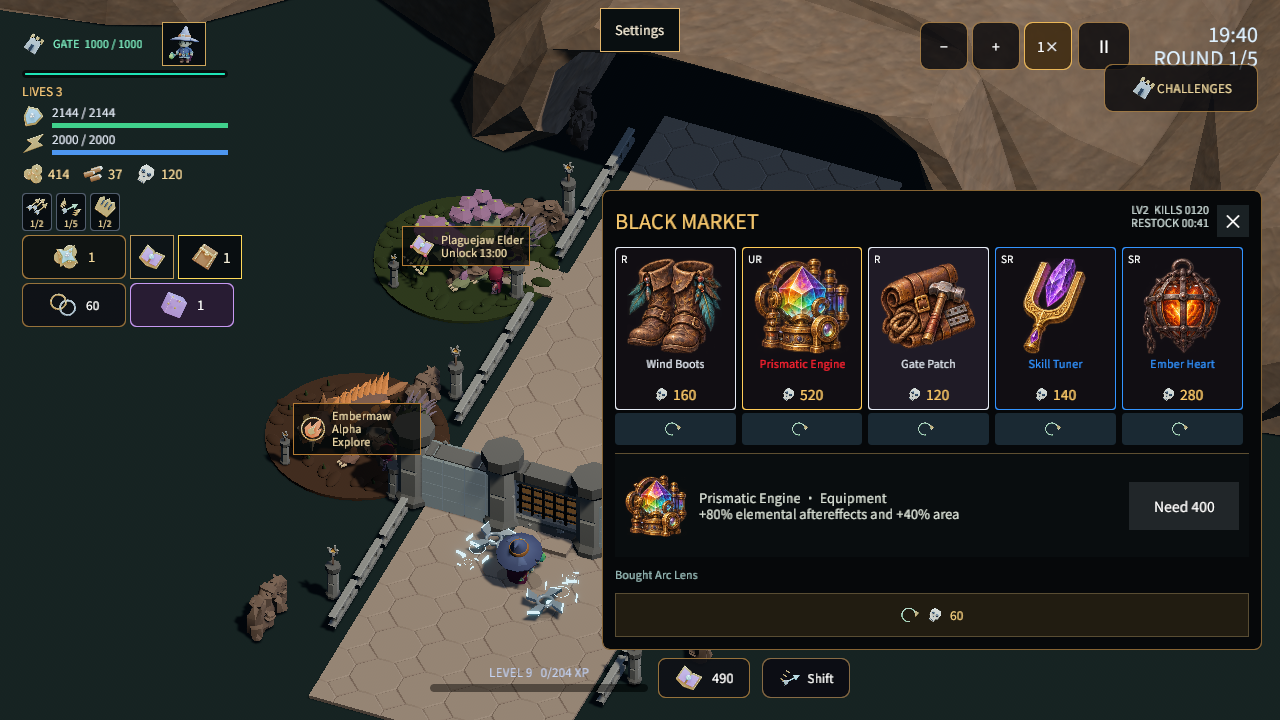 Settings
GATE 1000 / 1000
− + 1×
19:40
ROUND 1/5
CHALLENGES
LIVES 3
2144 / 2144
2000 / 2000
414 37 120
1/2 1/5 1/2
1 1
60 1
Plaguejaw Elder
Unlock 13:00
Embermaw
Alpha
Explore
BLACK MARKET
LV2 KILLS 0120
RESTOCK 00:41
R UR R SR SR
Wind Boots Prismatic Engine Gate Patch Skill Tuner Ember Heart
160 520 120 140 280
Prismatic Engine • Equipment
+80% elemental aftereffects and +40% area
Need 400
Bought Arc Lens
60
LEVEL 9 0/204 XP
490 Shift